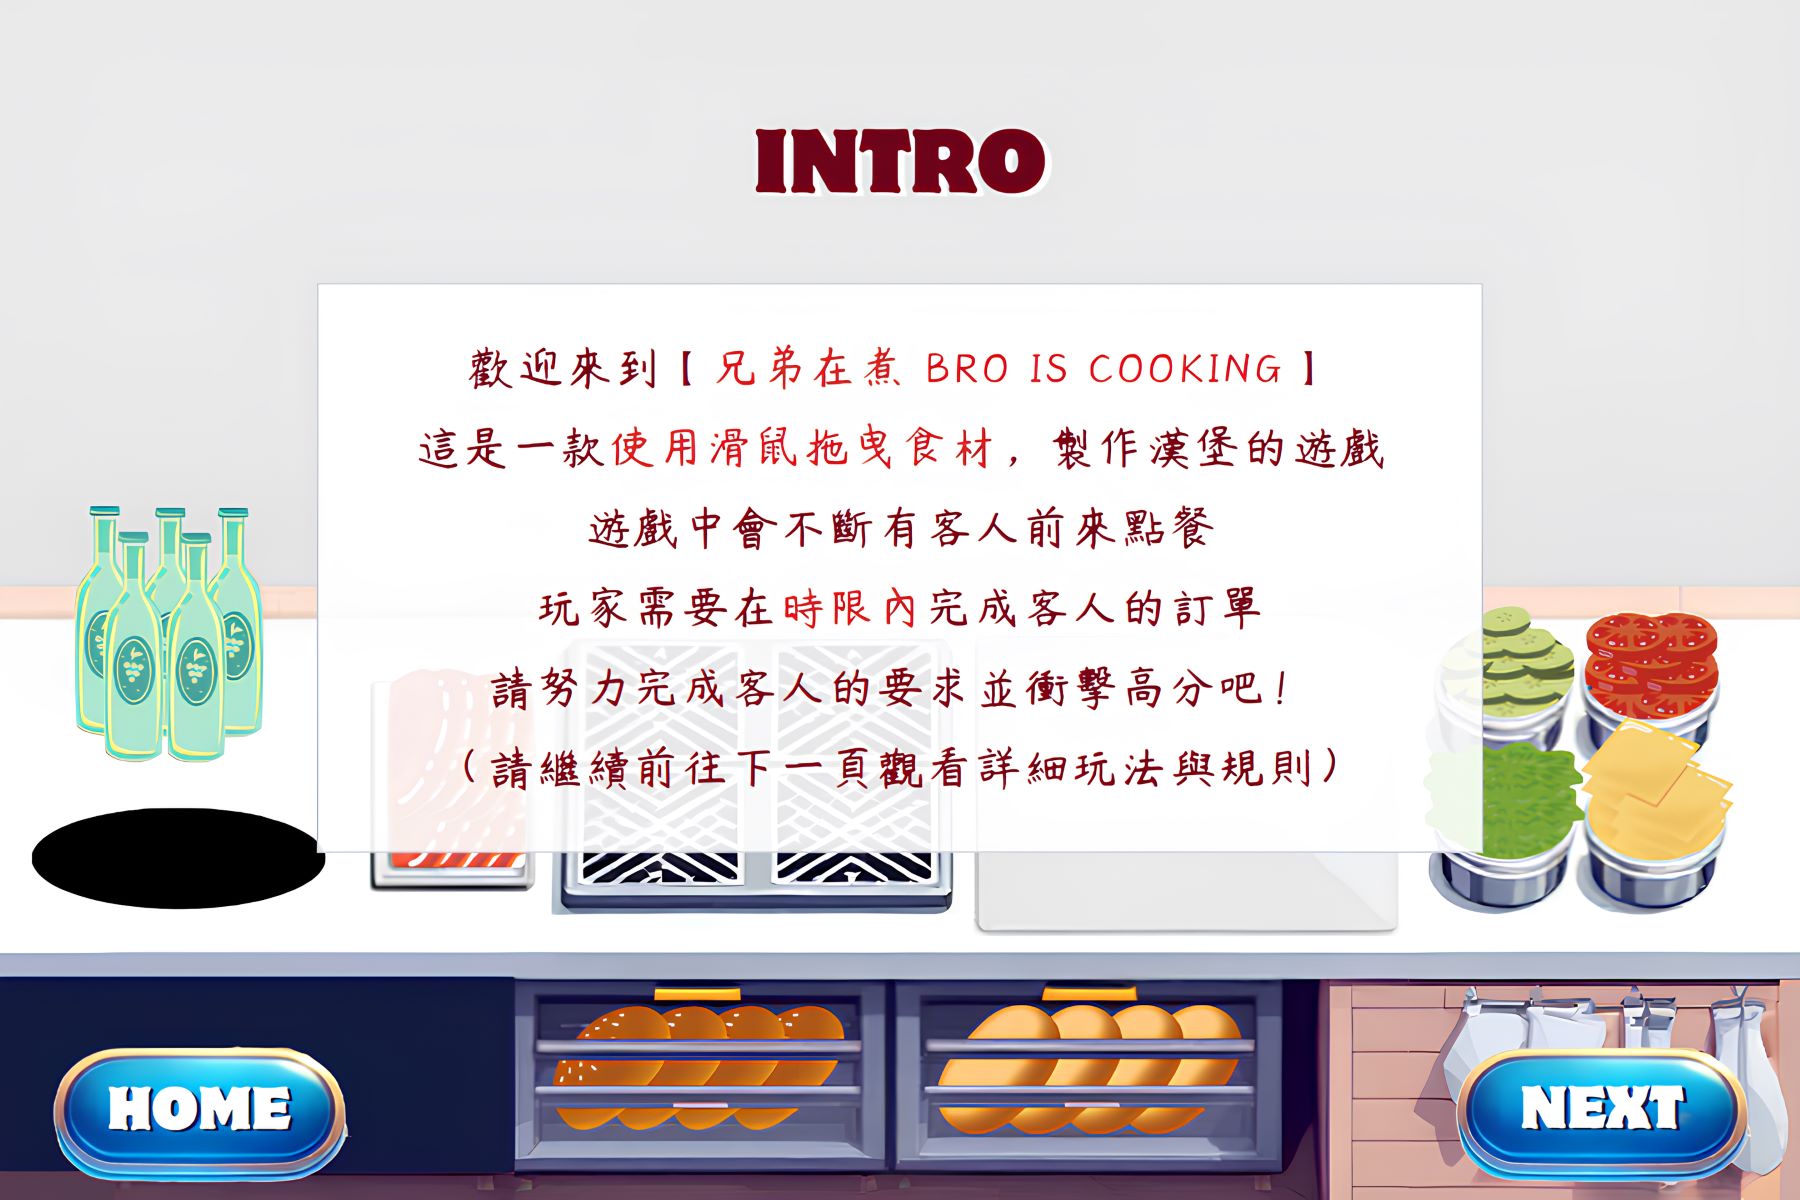 INTRO
歡迎來到【兄弟在煮 BRO IS COOKING】
這是一款使用滑鼠拖曳食材，製作漢堡的遊戲
遊戲中會不斷有客人前來點餐
玩家需要在時限內完成客人的訂單
請努力完成客人的要求並衝擊高分吧！
（請繼續前往下一頁觀看詳細玩法與規則）
HOME
NEXT